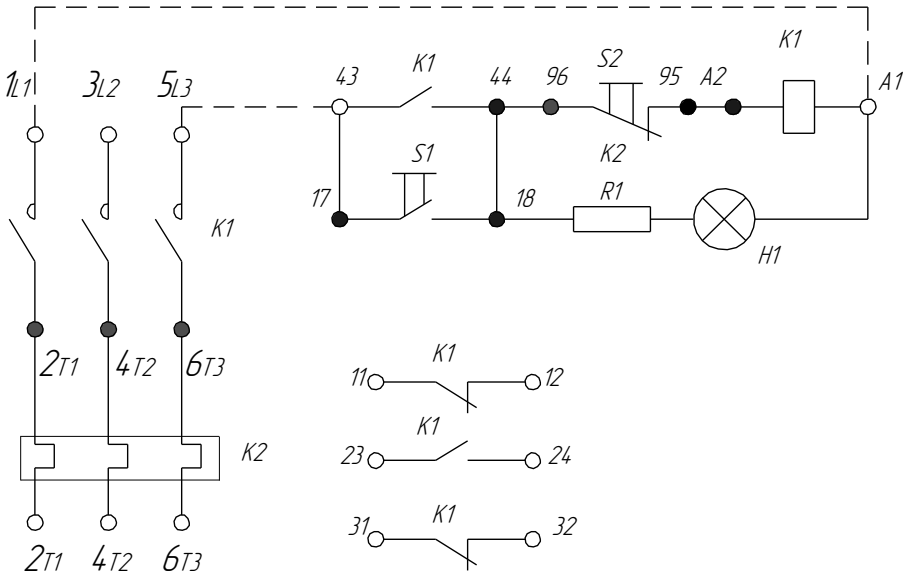 K1
1L1 3L2 5L3 43 K1 44 96 S2 95 A2 A1
S1 K2
17 18 R1
K1 H1
2T1 4T2 6T3
K1
11 12
K2 K1
23 24
K1
31 32
2T1 4T2 6T3